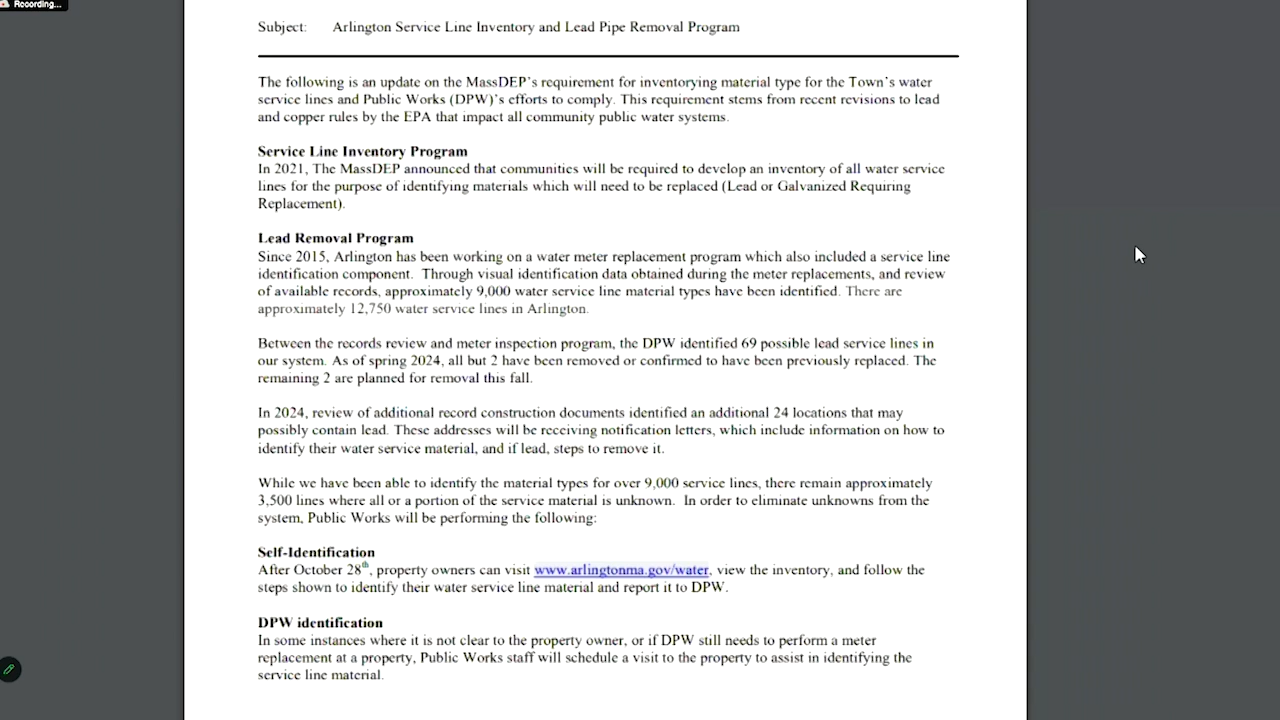 Recording...
Subject: Arlington Service Line Inventory and Lead Pipe Removal Program
The following is an update on the MassDEP's requirement for inventorying material type for the Town's water
service lines and Public Works (DPW)'s efforts to comply. This requirement stems from recent revisions to lead
and copper rules by the EPA that impact all community public water systems.
Service Line Inventory Program
In 2021, The MassDEP announced that communities will be required to develop an inventory of all water service
lines for the purpose of identifying materials which will need to be replaced (Lead or Galvanized Requiring
Replacement).
Lead Removal Program
Since 2015, Arlington has been working on a water meter replacement program which also included a service line
identification component. Through visual identification data obtained during the meter replacements, and review
of available records, approximately 9,000 water service line material types have been identified. There are
approximately 12,750 water service lines in Arlington.
Between the records review and meter inspection program, the DPW identified 69 possible lead service lines in
our system. As of spring 2024, all but 2 have been removed or confirmed to have been previously replaced. The
remaining 2 are planned for removal this fall.
In 2024, review of additional record construction documents identified an additional 24 locations that may
possibly contain lead. These addresses will be receiving notification letters, which include information on how to
identify their water service material, and if lead, steps to remove it.
While we have been able to identify the material types for over 9,000 service lines, there remain approximately
3,500 lines where all or a portion of the service material is unknown. In order to eliminate unknowns from the
system, Public Works will be performing the following:
Self-Identification
After October 28th, property owners can visit www.arlingtonma.gov/water, view the inventory, and follow the
steps shown to identify their water service line material and report it to DPW.
DPW identification
In some instances where it is not clear to the property owner, or if DPW still needs to perform a meter
replacement at a property, Public Works staff will schedule a visit to the property to assist in identifying the
service line material.